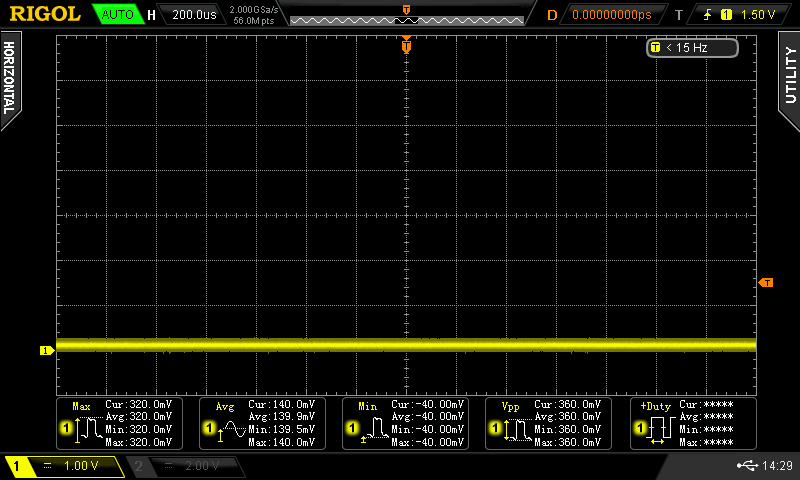 RIGOL AUTO H 200.0us 2.000GSa/s D 0.00000000ps T 1 1.50 V
56.0M pts
T
T
T < 15 Hz
HORIZONTAL
UTILITY
T
1
Max Cur:320.0mV
Avg:320.0mV
1 Min:320.0mV
Max:320.0mV
Avg Cur:140.0mV
Avg:139.9mV
1 Min:139.5mV
Max:140.0mV
Min Cur:-40.00mV
Avg:-40.00mV
1 Min:-40.00mV
Max:-40.00mV
Vpp Cur:360.0mV
Avg:360.0mV
1 Min:360.0mV
Max:360.0mV
+Duty Cur:*****
Avg:*****
1 Min:*****
Max:*****
1 = 1.00 V 2 = 2.00 V 14:29